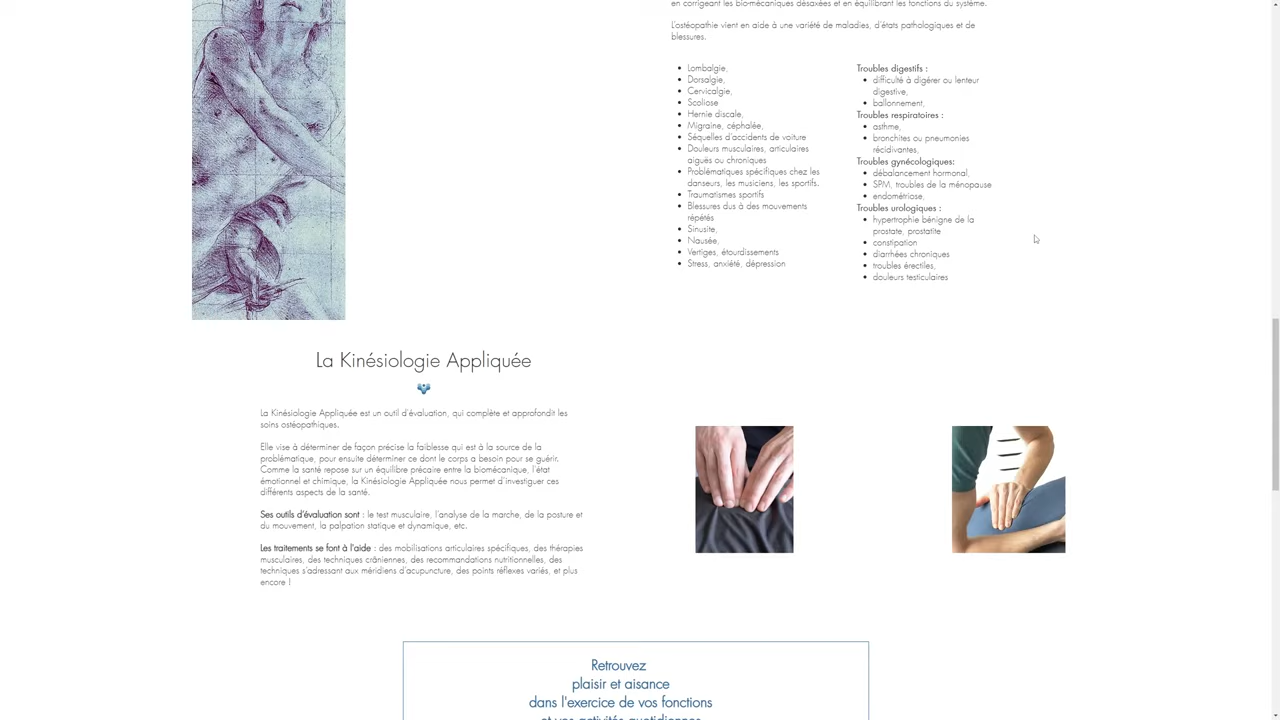 en corrigeant les bio-mécaniques désaxées et en équilibrant les fonctions du système.
L'ostéopathie vient en aide à une variété de maladies, d'états pathologiques et de
blessures.
Lombalgie,
Dorsalgie,
Cervicalgie,
Scoliose
Hernie discale,
Migraine, céphalée,
Séquelles d'accidents de voiture
Douleurs musculaires, articulaires
aiguës ou chroniques
Problématiques spécifiques chez les
danseurs, les musiciens, les sportifs.
Traumatismes sportifs
Blessures dus à des mouvements
répétés
Sinusite,
Nausée,
Vertiges, étourdissements
Stress, anxiété, dépression
Troubles digestifs :
difficulté à digérer ou lenteur
digestive,
ballonnement,
Troubles respiratoires :
asthme,
bronchites ou pneumonies
récidivantes,
Troubles gynécologiques:
débalancement hormonal,
SPM, troubles de la ménopause
endométriose,
Troubles urologiques :
hypertrophie bénigne de la
prostate, prostatite
constipation
diarrhées chroniques
troubles érectiles,
douleurs testiculaires
La Kinésiologie Appliquée
La Kinésiologie Appliquée est un outil d'évaluation, qui complète et approfondit les
soins ostéopathiques.
Elle vise à déterminer de façon précise la faiblesse qui est à la source de la
problématique, pour ensuite déterminer ce dont le corps a besoin pour se guérir.
Comme la santé repose sur un équilibre précaire entre la biomécanique, l'état
émotionnel et chimique, la Kinésiologie Appliquée nous permet d'investiguer ces
différents aspects de la santé.
Ses outils d'évaluation sont : le test musculaire, l'analyse de la marche, de la posture et
du mouvement, la palpation statique et dynamique, etc.
Les traitements se font à l'aide : des mobilisations articulaires spécifiques, des thérapies
musculaires, des techniques crâniennes, des recommandations nutritionnelles, des
techniques s'adressant aux méridiens d'acupuncture, des points réflexes variés, et plus
encore !
Retrouvez
plaisir et aisance
dans l'exercice de vos fonctions
et vos activités quotidiennes